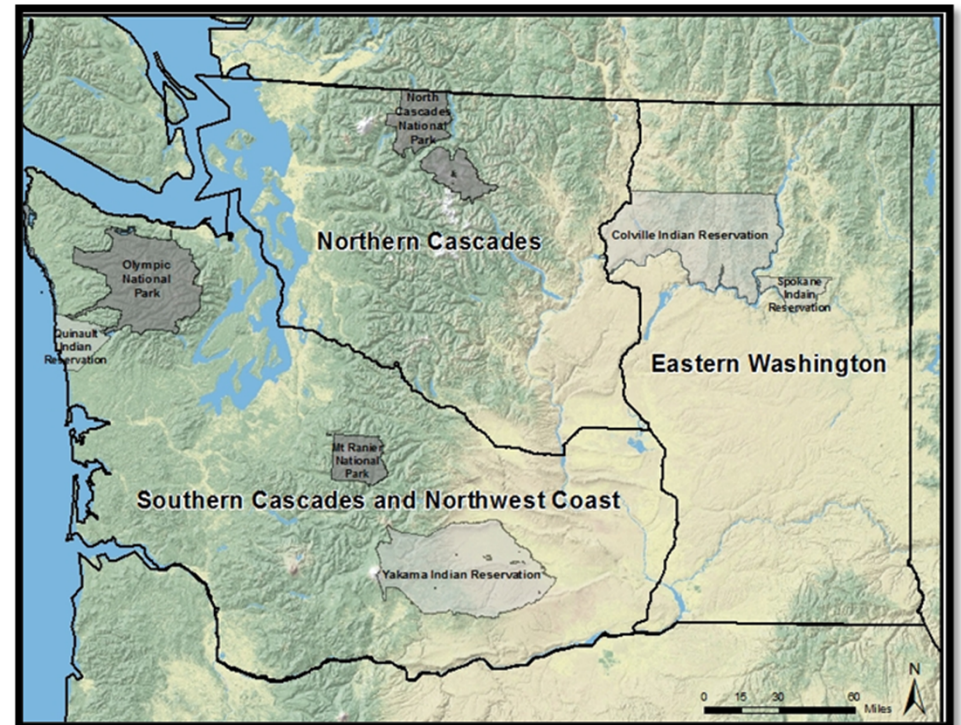 North
Cascades
National
Park
Northern Cascades
Colville Indian Reservation
Olympic
National
Park
Spokane
Indain
Reservation
Quinault
Indian
Reservation
Eastern Washington
Mt Ranier
National
Park
Southern Cascades and Northwest Coast
Yakama Indian Reservation
N
0 15 30 60
Miles